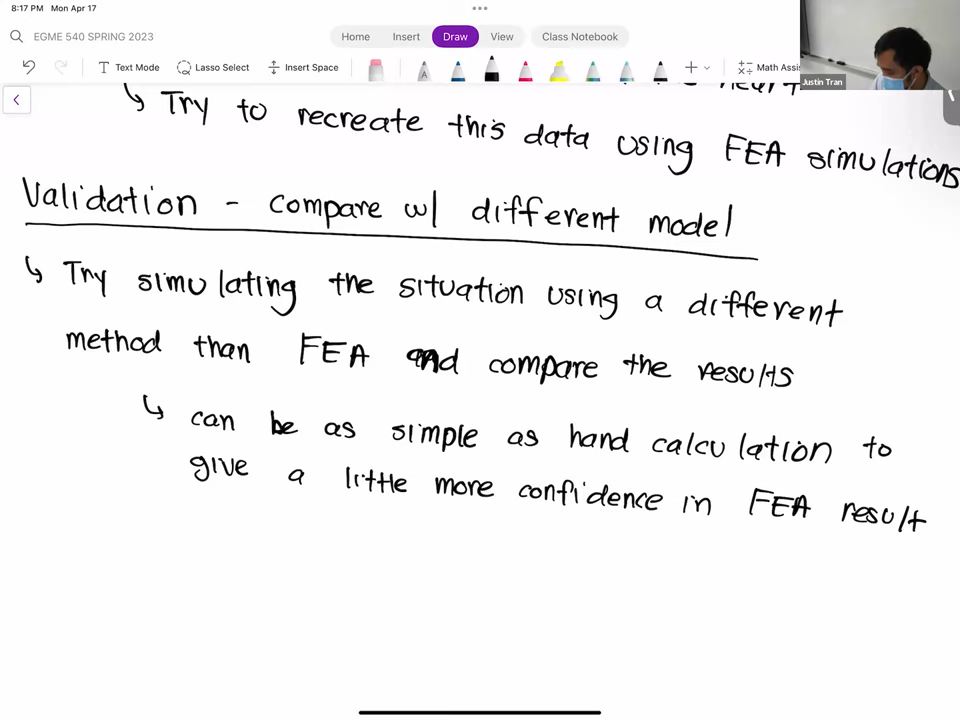 8:17 PM Mon Apr 17
EGME 540 SPRING 2023
Home Insert Draw View Class Notebook
Text Mode Lasso Select Insert Space Math Assis
Justin Tran
↳ Try to recreate this data using FEA simulations
Validation - compare w/ different model
↳ Try simulating the situation using a different
method than FEA and compare the results
↳ can be as simple as hand calculation to
give a little more confidence in FEA result